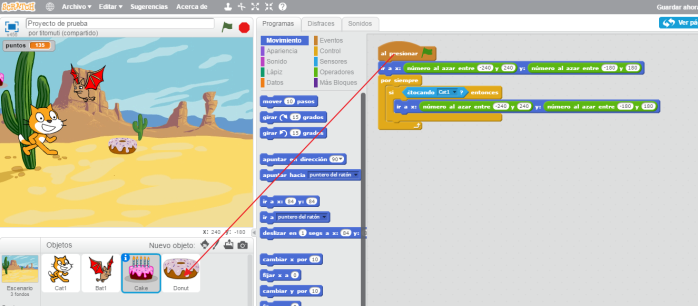 SCRATCH Archivo ▾ Editar ▾ Sugerencias Acerca de Guardar ahora
Proyecto de prueba
por titomuti (compartido)
Programas Disfraces Sonidos
Ver pá
puntos 135
Movimiento Eventos
Apariencia Control
Sonido Sensores
Lápiz Operadores
Datos Más Bloques
mover 10 pasos
girar 15 grados
girar 15 grados
apuntar en dirección 90▾
apuntar hacia puntero del ratón
ir a x: 84 y: 84
ir a puntero del ratón
deslizar en 1 segs a x: 84 y:
cambiar x por 10
fijar x a 0
cambiar y por 10
al presionar
ir a x: número al azar entre -240 y 240 y: número al azar entre -180 y 180
por siempre
si ¿tocando Cat1 ? entonces
ir a x: número al azar entre -240 y 240 y: número al azar entre -180 y 180
X: 240 Y: -180
Objetos Nuevo objeto:
Escenario
3 fondos
Cat1 Bat1 Cake Donut